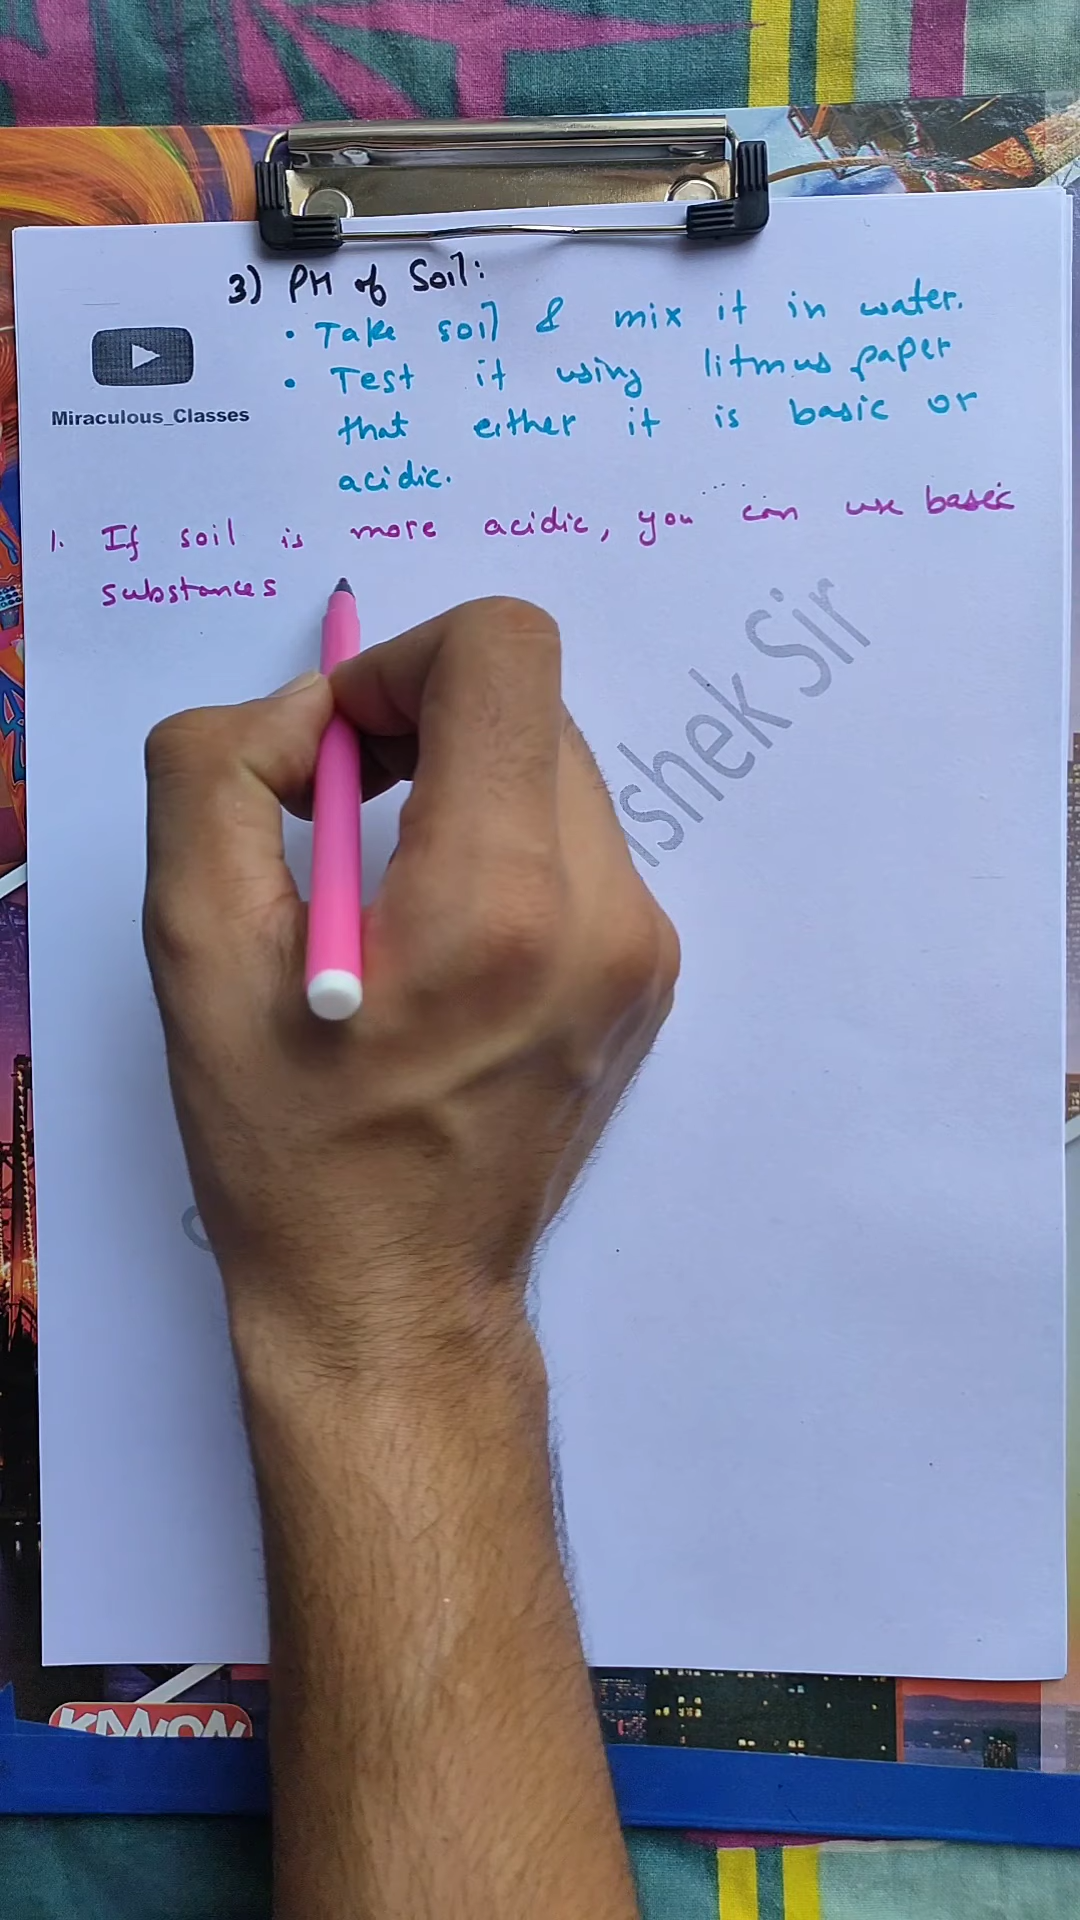 3) PH of Soil:
• Take soil & mix it in water.
• Test it using litmus paper
that either it is basic or
acidic.
Miraculous_Classes
1. If soil is more acidic, you can use basic
substances
shek Sir
KAWON